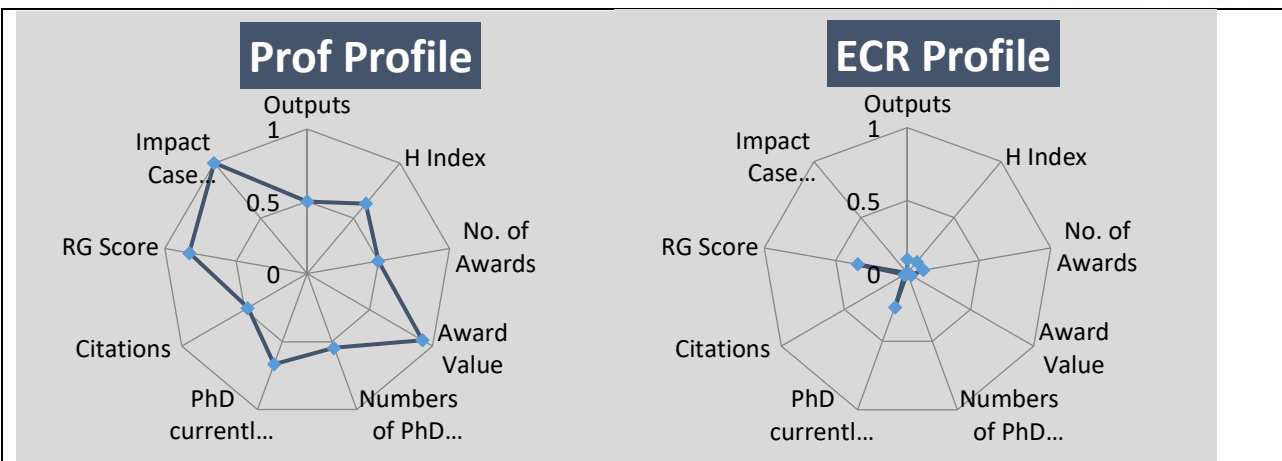 Prof Profile
Outputs
1
Impact
Case...
H Index
0.5
No. of
Awards
RG Score
0
Citations
Award
Value
PhD
currentl...
Numbers
of PhD...
ECR Profile
Outputs
1
Impact
Case...
H Index
0.5
No. of
Awards
RG Score
0
Citations
Award
Value
PhD
currentl...
Numbers
of PhD...